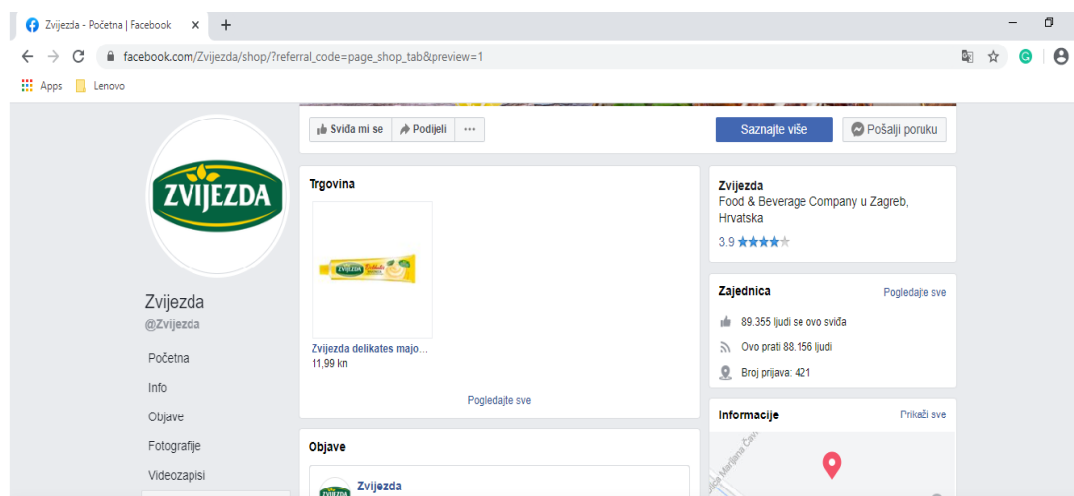 Zvijezda - Početna | Facebook
facebook.com/Zvijezda/shop/?referral_code=page_shop_tab&preview=1
Apps
Lenovo
Sviđa mi se
Podijeli
Saznajte više
Pošalji poruku
ZVIJEZDA
Zvijezda
@Zvijezda
Početna
Info
Objave
Fotografije
Videozapisi
Trgovina
ZVIJEZDA
Zvijezda delikates majo...
11,99 kn
Pogledajte sve
Objave
ZVIJEZDA
Zvijezda
Zvijezda
Food & Beverage Company u Zagreb,
Hrvatska
3.9
Zajednica
Pogledajte sve
89.355 ljudi se ovo sviđa
Ovo prati 88.156 ljudi
Broj prijava: 421
Informacije
Prikaži sve